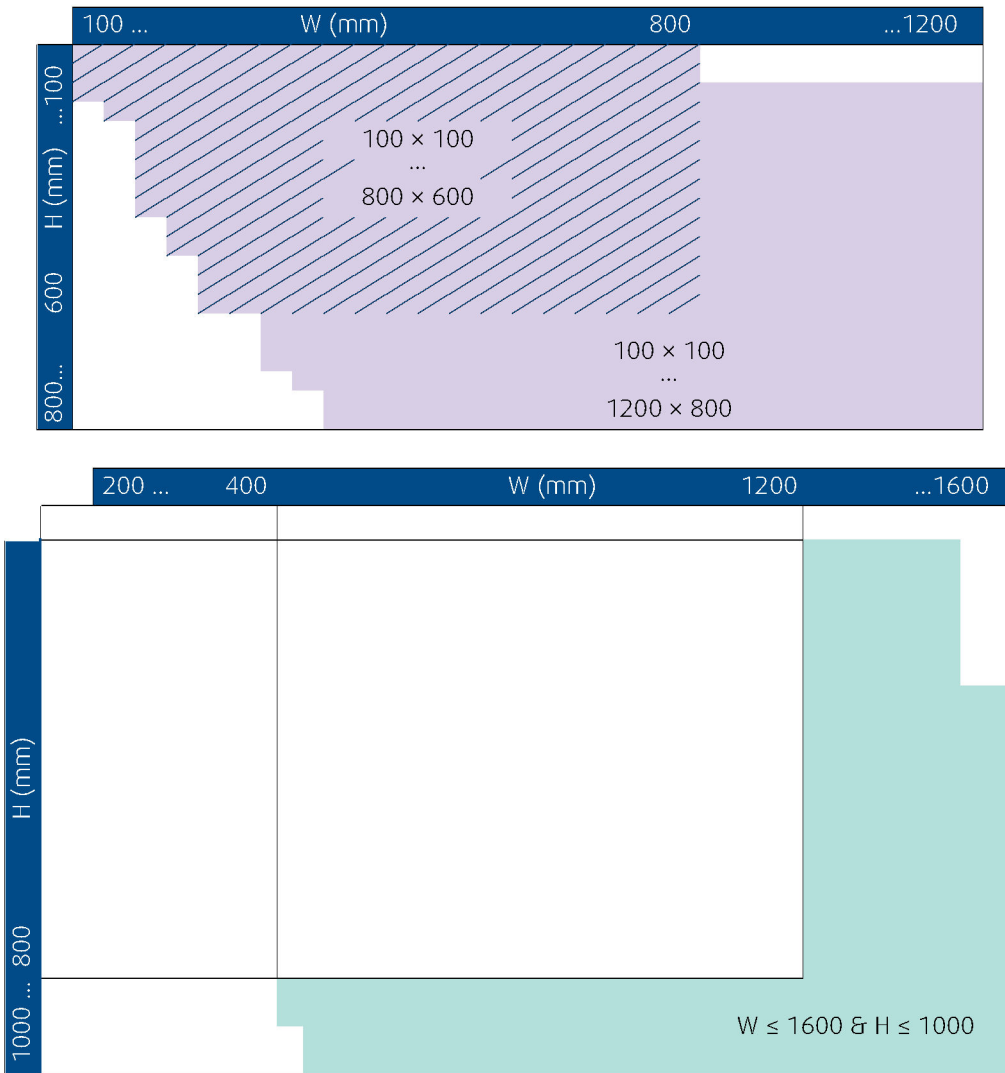 100 ... W (mm) 800 ...1200
...100
H (mm)
600
800...
100 × 100
...
800 × 600
100 × 100
...
1200 × 800
200 ... 400 W (mm) 1200 ...1600
H (mm)
1000 ... 800
W ≤ 1600 & H ≤ 1000